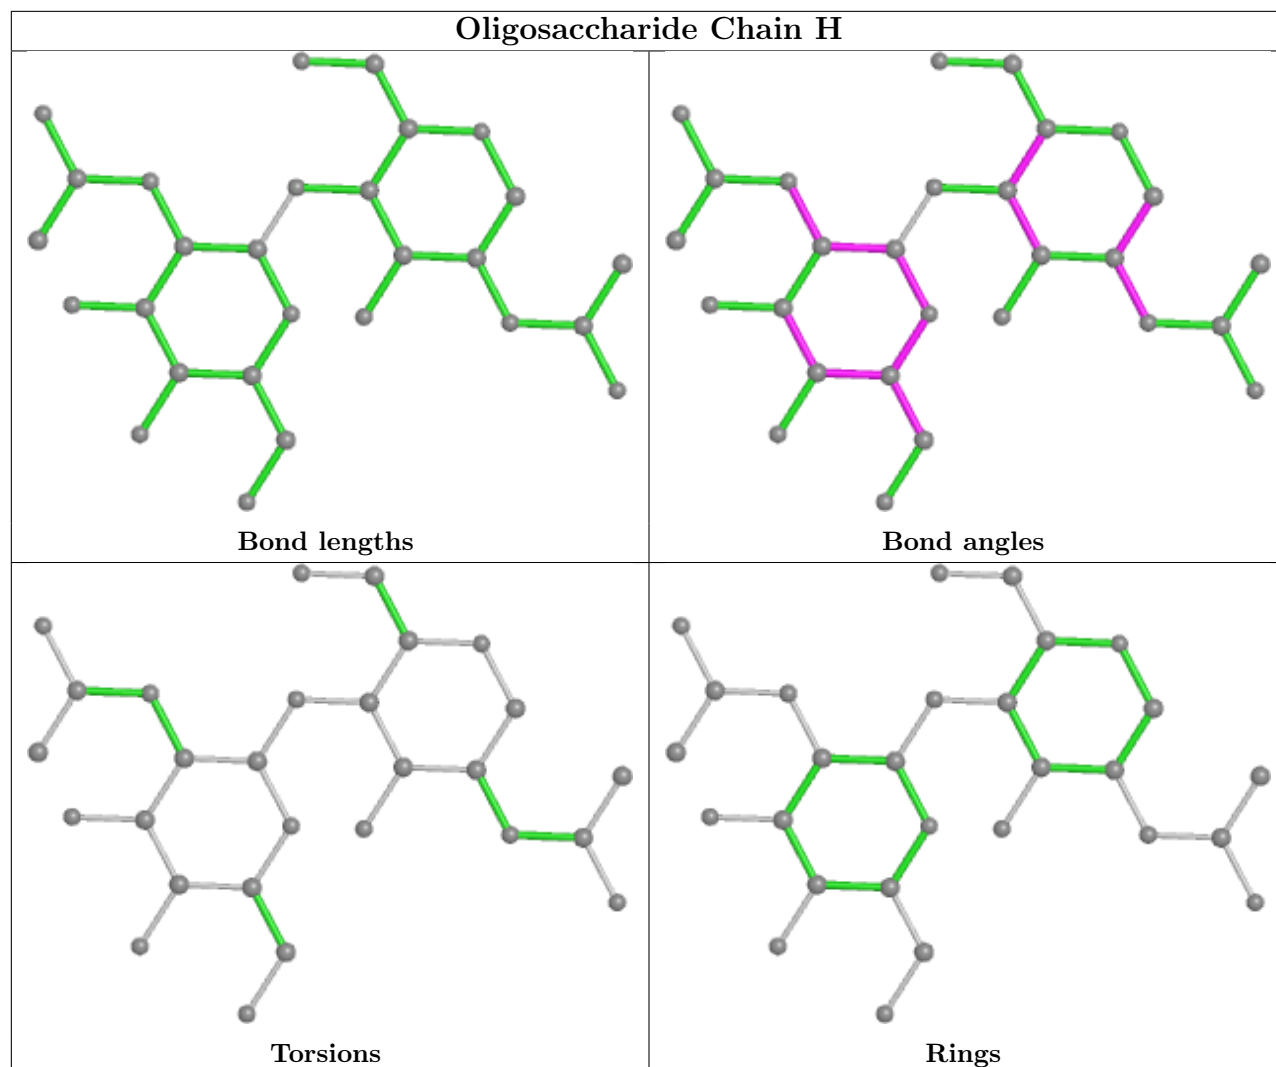 Oligosaccharide Chain H
Bond lengths
Bond angles
Torsions
Rings